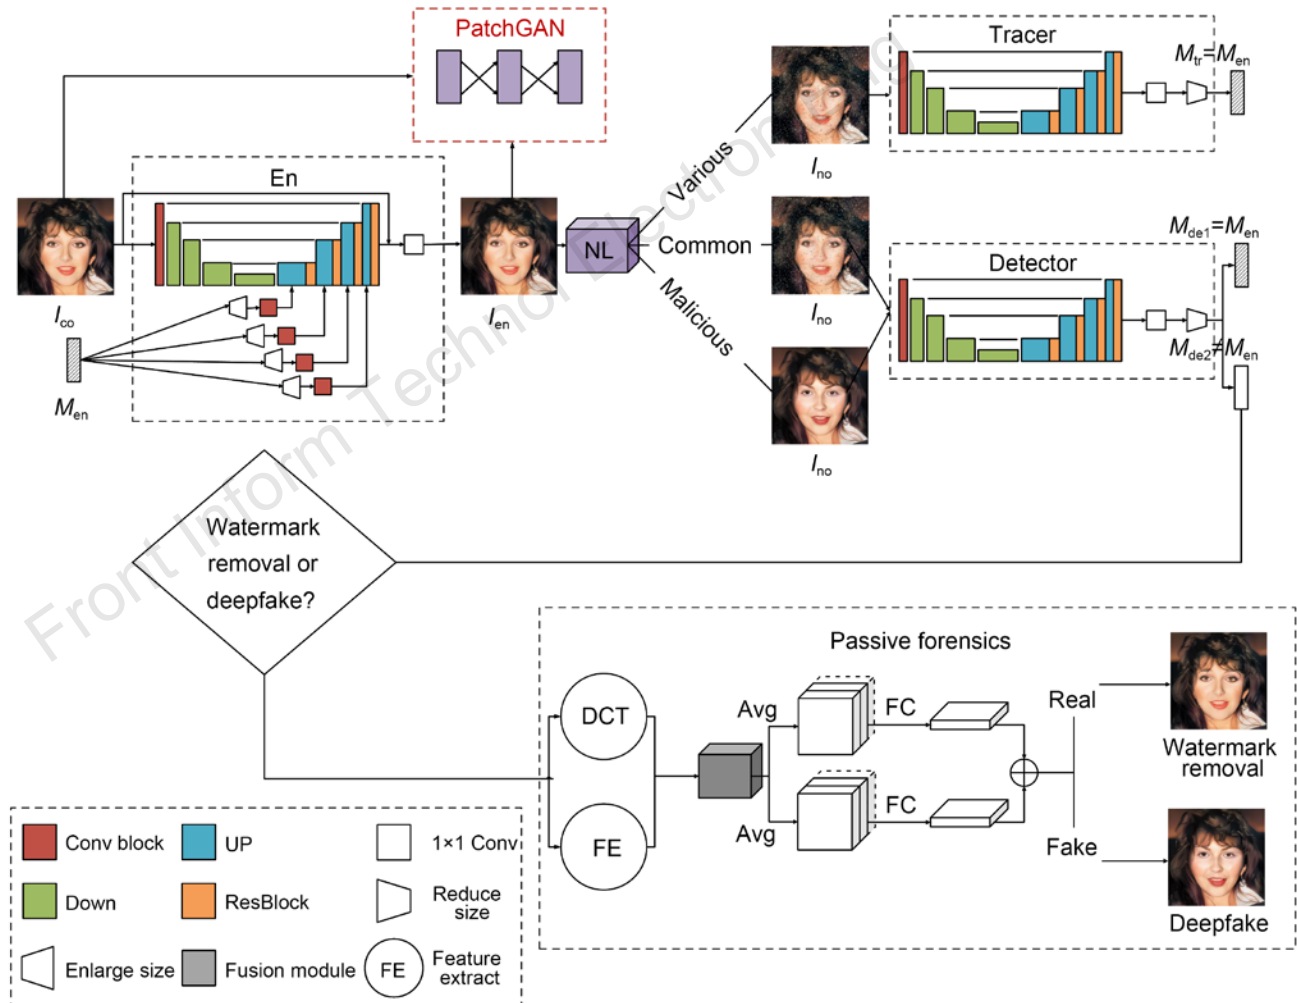 PatchGAN
Tracer
M_tr=M_en
I_no
En
Various
I_co
I_en
NL
Common
I_no
Detector
M_de1=M_en
M_de2≠M_en
Malicious
M_en
I_no
Front Inform Technol Electron Eng
Watermark
removal or
deepfake?
Passive forensics
DCT
FE
Avg
FC
Avg
FC
Real
Fake
Watermark
removal
Deepfake
Conv block
UP
1×1 Conv
Down
ResBlock
Reduce
size
Enlarge size
Fusion module
FE
Feature
extract